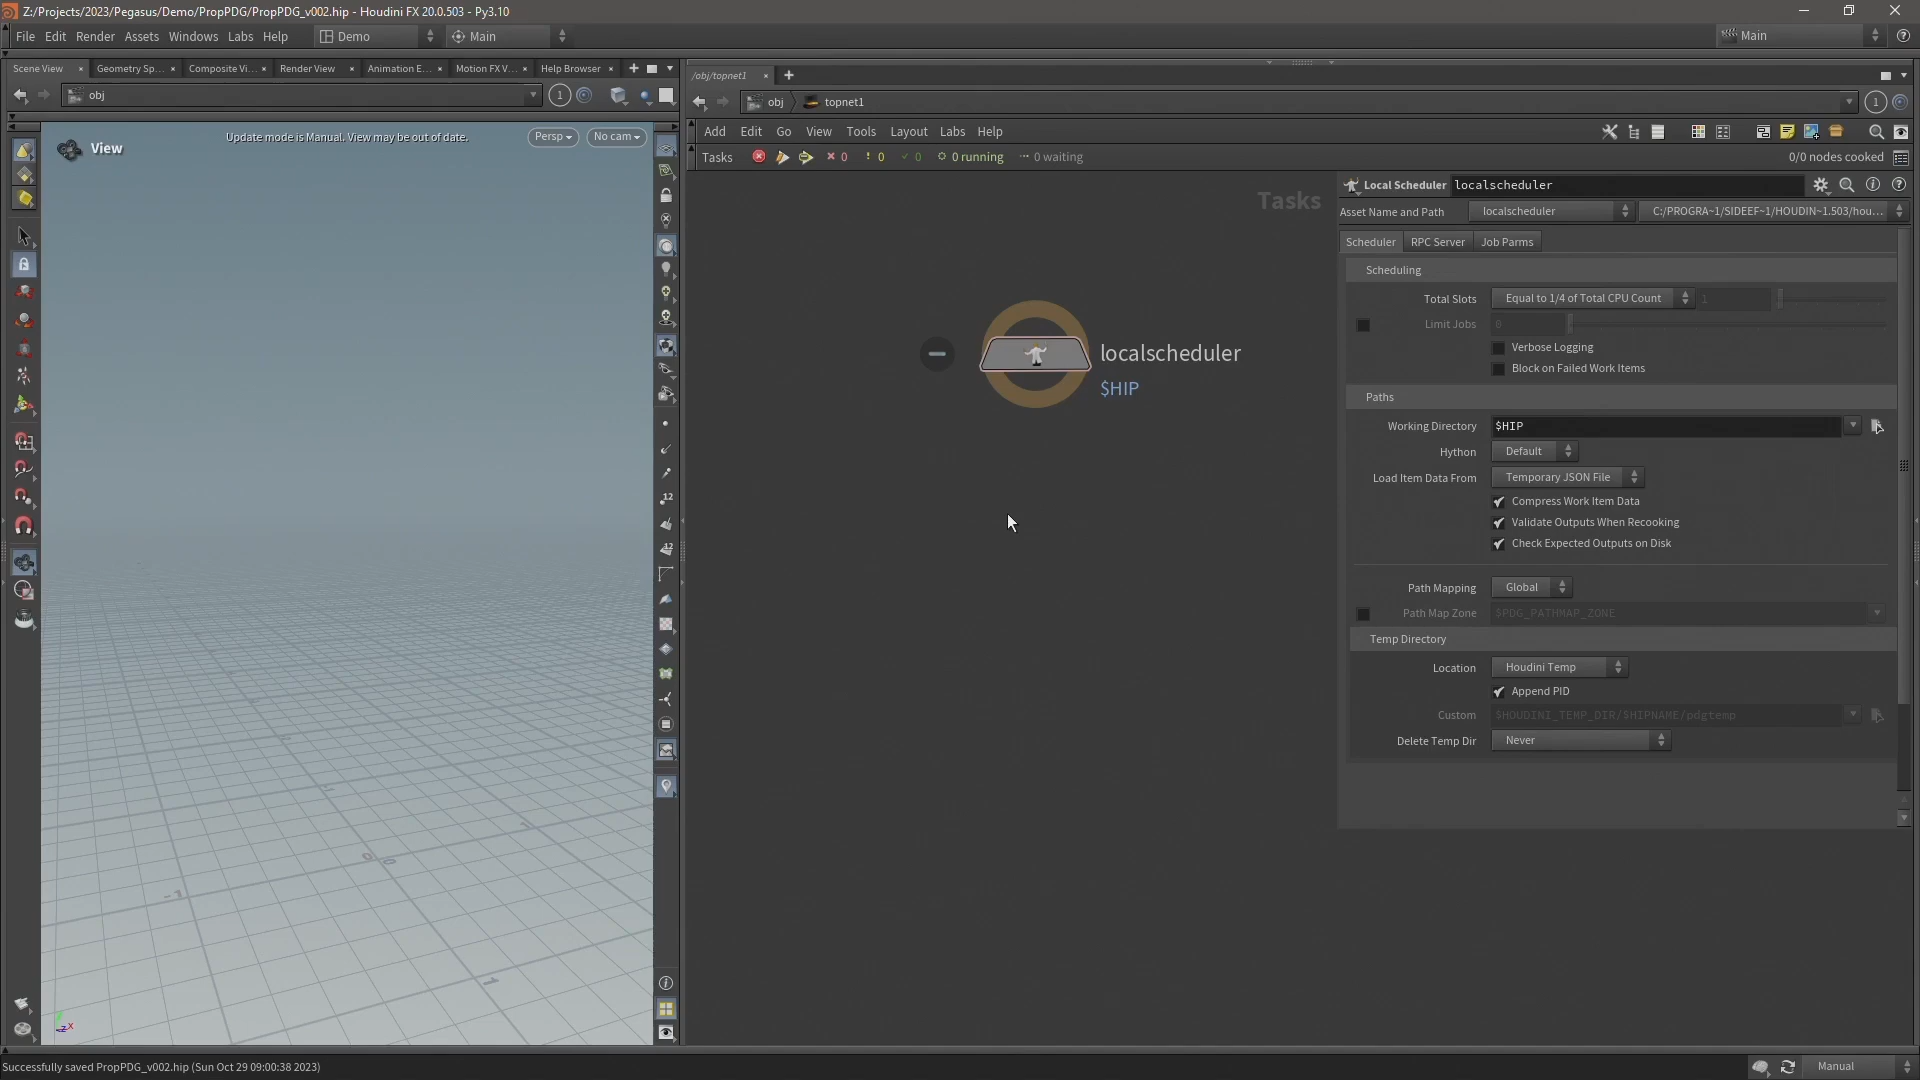 Z:/Projects/2023/Pegasus/Demo/PropPDG/PropPDG_v002.hip - Houdini FX 20.0.503 - Py3.10
File Edit Render Assets Windows Labs Help Demo Main Main
Scene View Geometry Sp... Composite Vi... Render View Animation E... Motion FX V... Help Browser
obj 1
Update mode is Manual. View may be out of date.
Persp No cam
View
12
12
/obj/topnet1
obj topnet1 1
Add Edit Go View Tools Layout Labs Help
Tasks 0 0 0 0 running 0 waiting 0/0 nodes cooked
Tasks
localscheduler
$HIP
Local Scheduler localscheduler
Asset Name and Path localscheduler C:/PROGRA~1/SIDEEF~1/HOUDIN~1.503/hou...
Scheduler RPC Server Job Parms
Scheduling
Total Slots Equal to 1/4 of Total CPU Count 1
Limit Jobs 0
Verbose Logging
Block on Failed Work Items
Paths
Working Directory $HIP
Hython Default
Load Item Data From Temporary JSON File
Compress Work Item Data
Validate Outputs When Recooking
Check Expected Outputs on Disk
Path Mapping Global
Path Map Zone $PDG_PATHMAP_ZONE
Temp Directory
Location Houdini Temp
Append PID
Custom $HOUDINI_TEMP_DIR/$HIPNAME/pdgtemp
Delete Temp Dir Never
Successfully saved PropPDG_v002.hip (Sun Oct 29 09:00:38 2023)
Manual